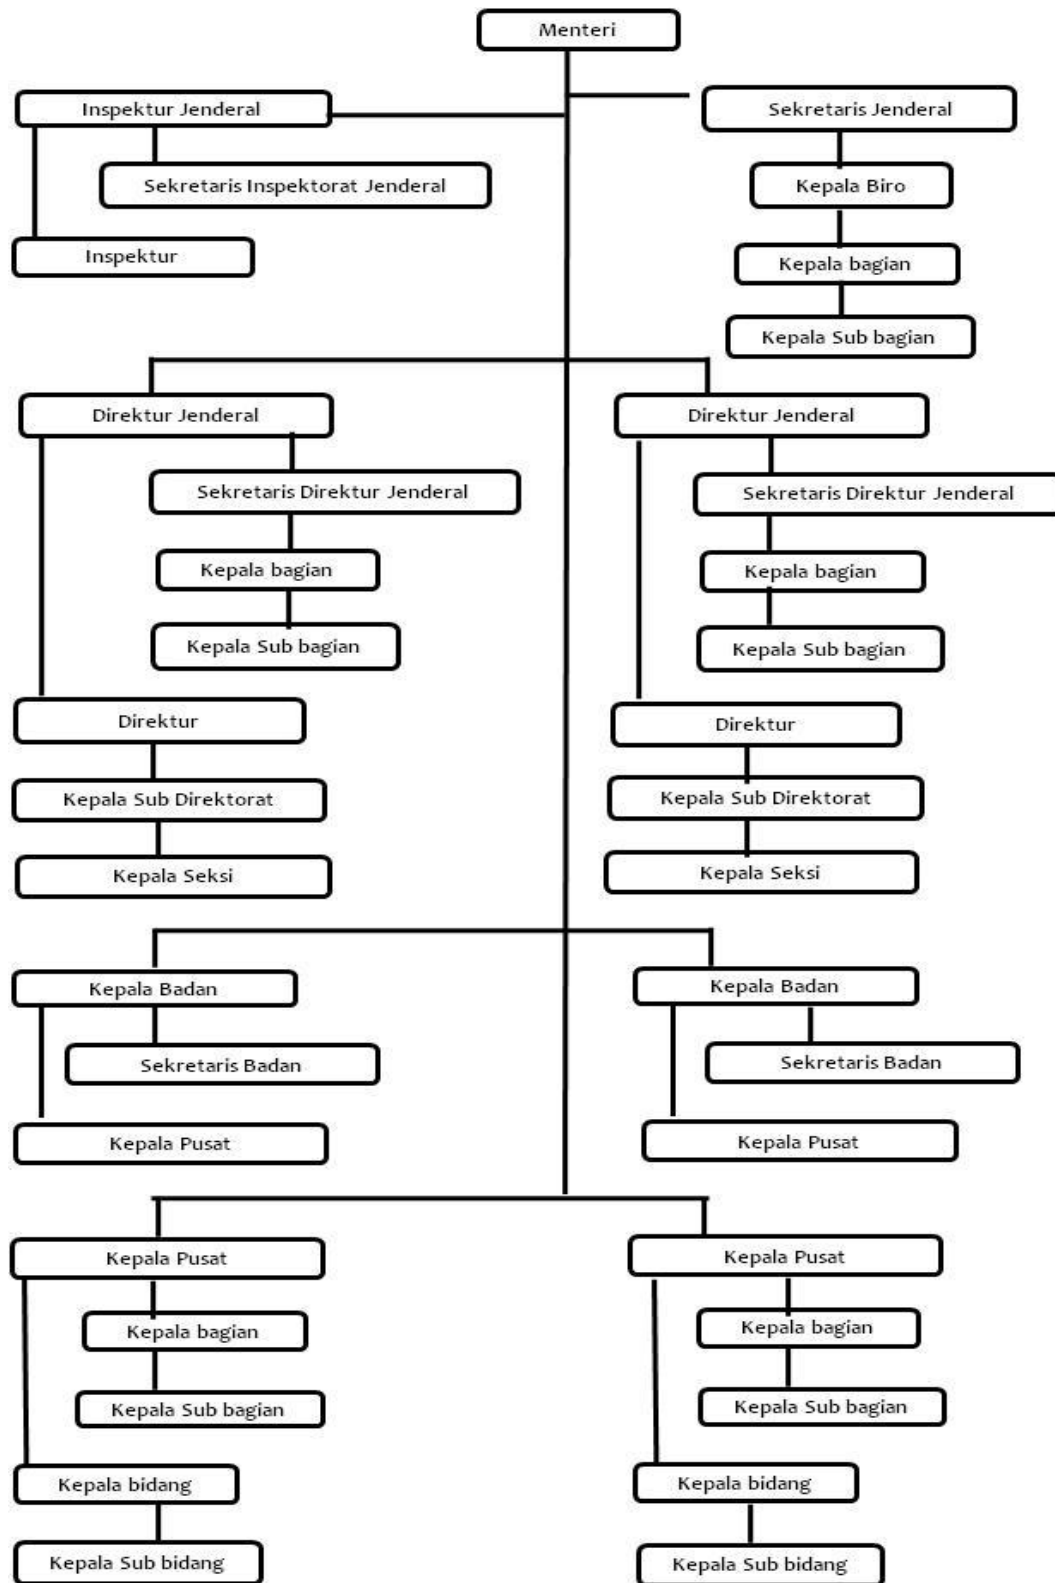 Menteri
Inspektur Jenderal
Sekretaris Jenderal
Sekretaris Inspektorat Jenderal
Kepala Biro
Inspektur
Kepala bagian
Kepala Sub bagian
Direktur Jenderal
Direktur Jenderal
Sekretaris Direktur Jenderal
Sekretaris Direktur Jenderal
Kepala bagian
Kepala bagian
Kepala Sub bagian
Kepala Sub bagian
Direktur
Direktur
Kepala Sub Direktorat
Kepala Sub Direktorat
Kepala Seksi
Kepala Seksi
Kepala Badan
Kepala Badan
Sekretaris Badan
Sekretaris Badan
Kepala Pusat
Kepala Pusat
Kepala Pusat
Kepala Pusat
Kepala bagian
Kepala bagian
Kepala Sub bagian
Kepala Sub bagian
Kepala bidang
Kepala bidang
Kepala Sub bidang
Kepala Sub bidang